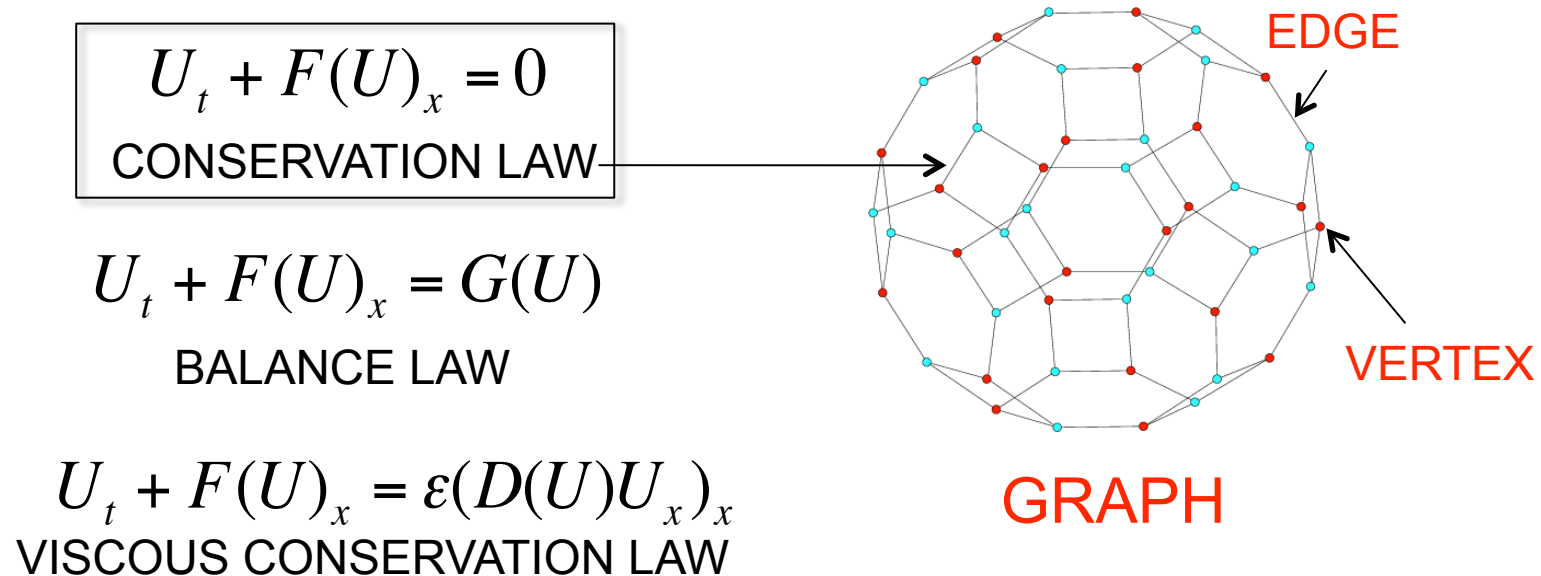 U_t + F(U)_x = 0
CONSERVATION LAW
U_t + F(U)_x = G(U)
BALANCE LAW
U_t + F(U)_x = ε(D(U)U_x)_x
VISCOUS CONSERVATION LAW
EDGE
VERTEX
GRAPH